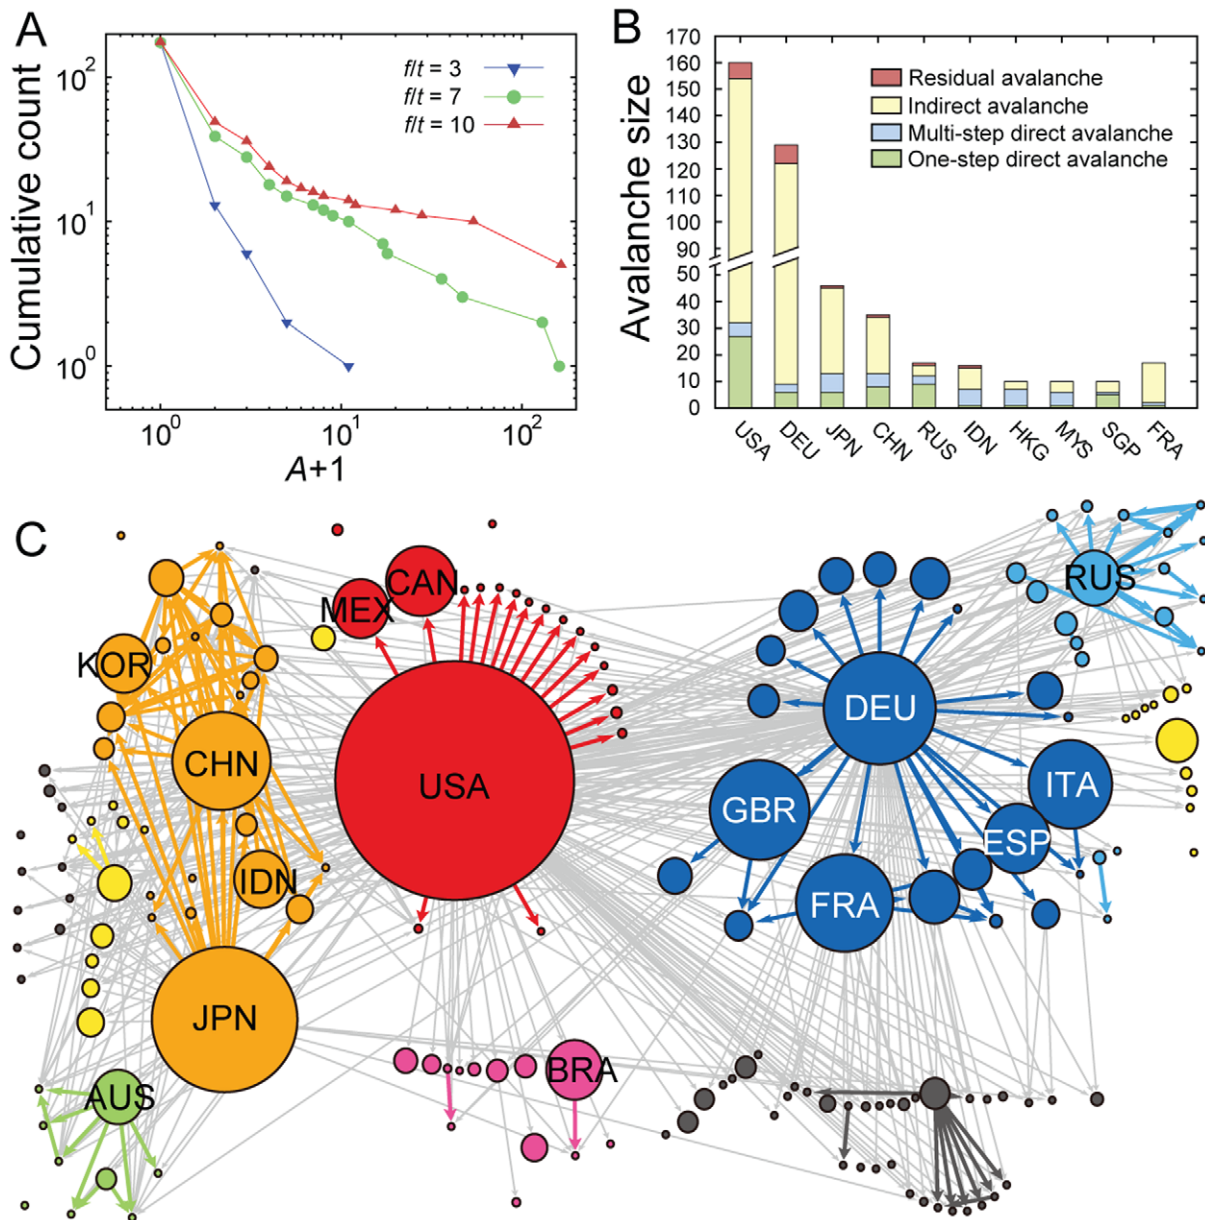 A
Cumulative count
10²
10¹
10⁰
10⁰ 10¹ 10²
A+1
f/t = 3
f/t = 7
f/t = 10
B
Avalanche size
170
160
150
140
130
120
110
100
90
50
40
30
20
10
0
Residual avalanche
Indirect avalanche
Multi-step direct avalanche
One-step direct avalanche
USA DEU JPN CHN RUS IDN HKG MYS SGP FRA
C
CAN
MEX
RUS
KOR
DEU
CHN
USA
ITA
GBR
ESP
IDN
FRA
JPN
BRA
AUS